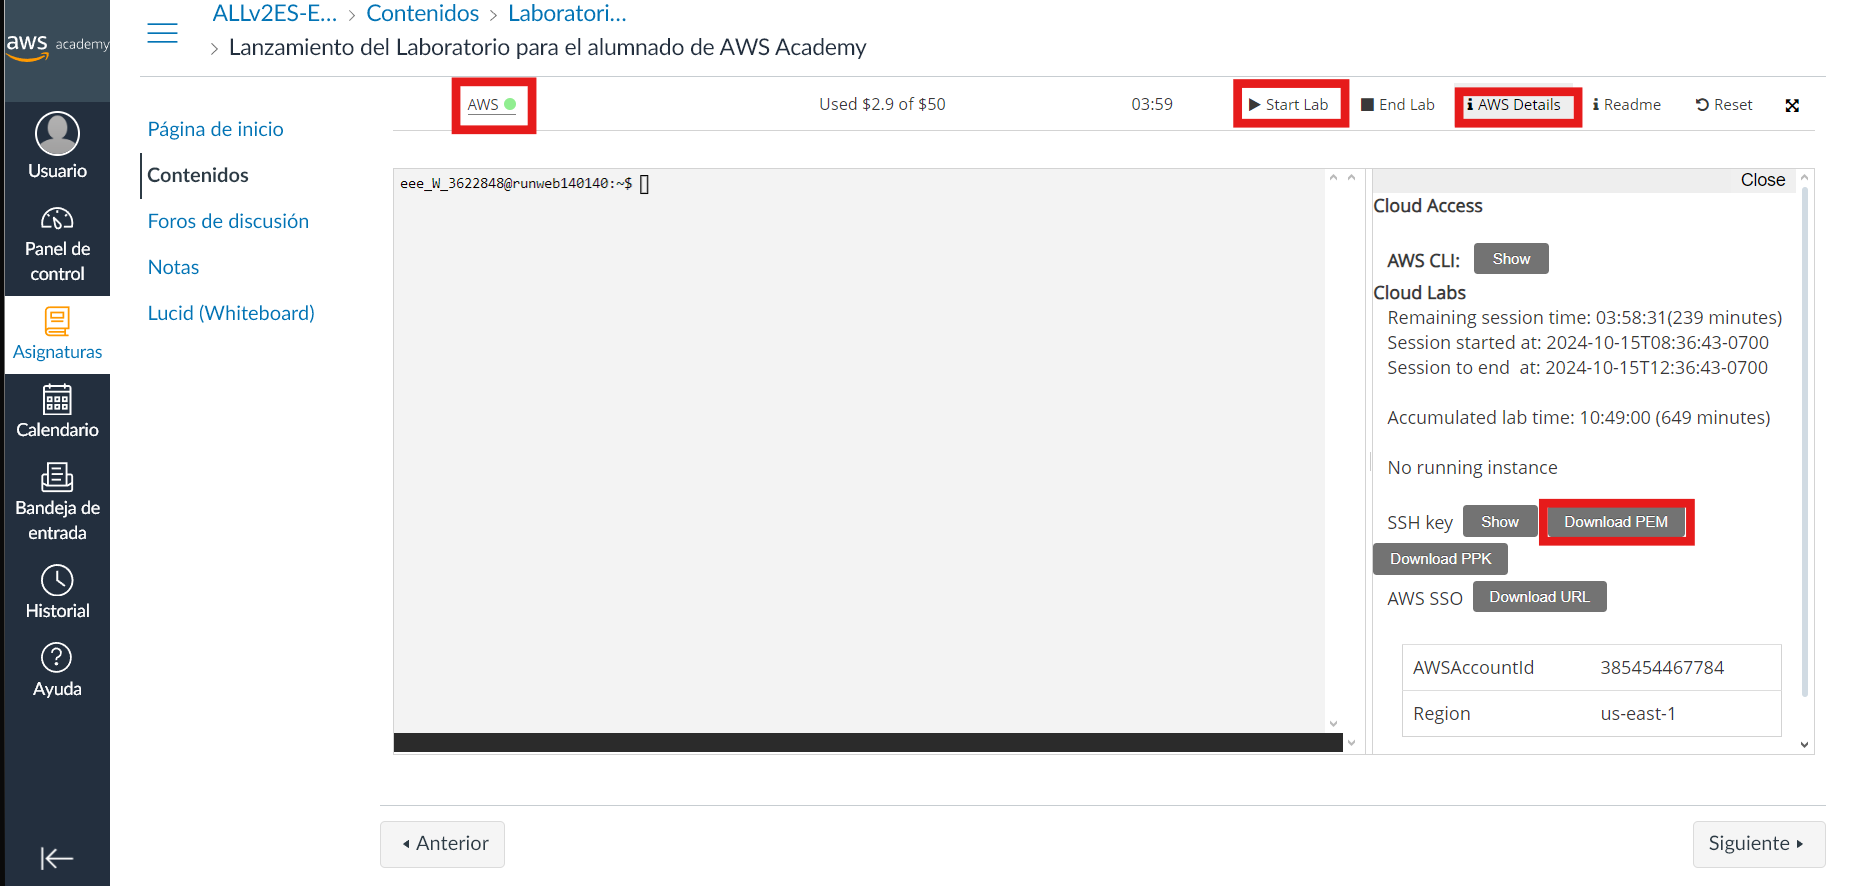 aws academy
Usuario
Panel de
control
Asignaturas
Calendario
Bandeja de
entrada
Historial
Ayuda
ALLv2ES-E... > Contenidos > Laboratori...
> Lanzamiento del Laboratorio para el alumnado de AWS Academy
Página de inicio
Contenidos
Foros de discusión
Notas
Lucid (Whiteboard)
AWS Used $2.9 of $50 03:59 Start Lab End Lab AWS Details Readme Reset
eee_W_3622848@runweb140140:~$
Close
Cloud Access
AWS CLI: Show
Cloud Labs
Remaining session time: 03:58:31(239 minutes)
Session started at: 2024-10-15T08:36:43-0700
Session to end at: 2024-10-15T12:36:43-0700
Accumulated lab time: 10:49:00 (649 minutes)
No running instance
SSH key Show Download PEM
Download PPK
AWS SSO Download URL
AWSAccountId 385454467784
Region us-east-1
Anterior
Siguiente